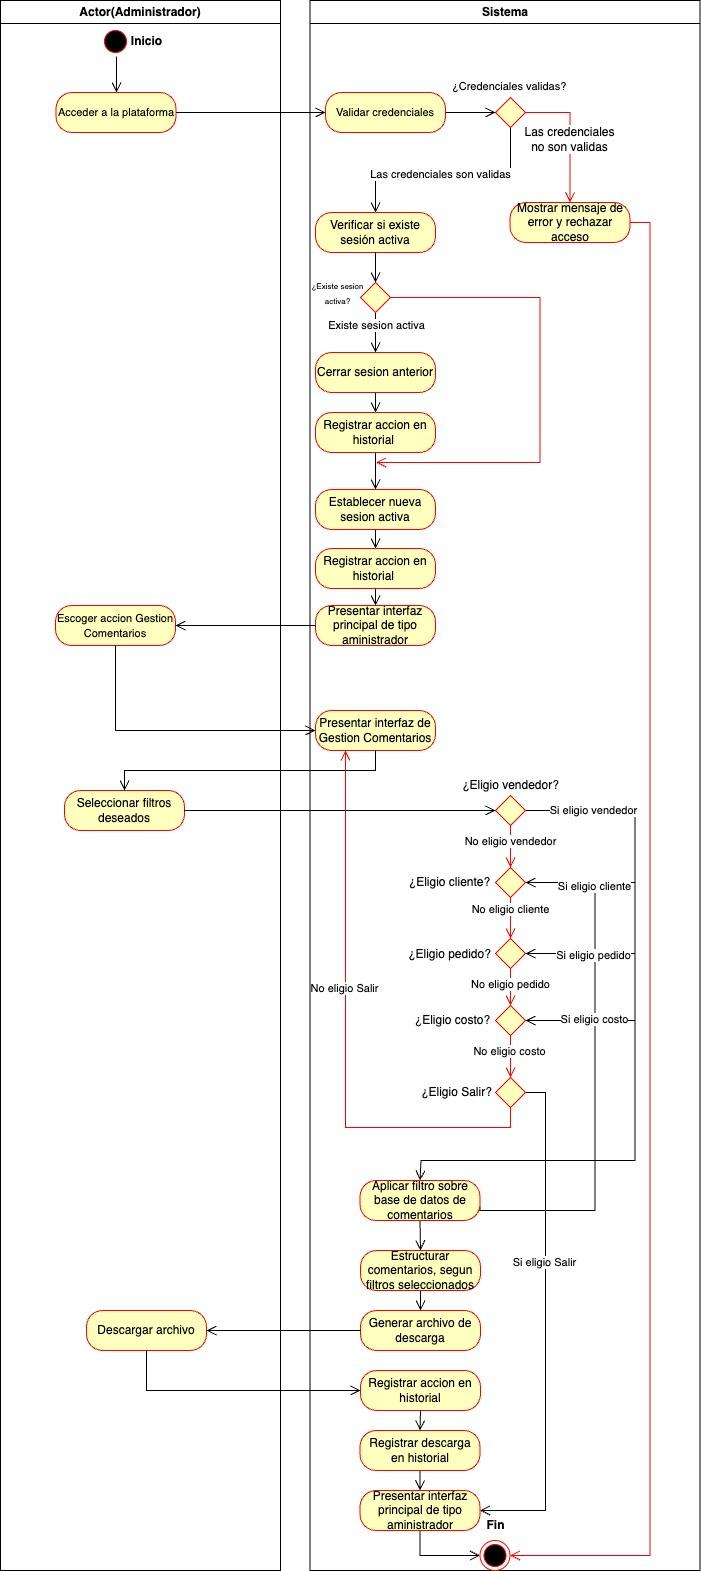 Actor(Administrador)
Sistema
Inicio
Acceder a la plataforma
Validar credenciales
¿Credenciales validas?
Las credenciales
no son validas
Las credenciales son validas
Mostrar mensaje de
error y rechazar
acceso
Verificar si existe
sesión activa
¿Existe sesion
activa?
Existe sesion activa
Cerrar sesion anterior
Registrar accion en
historial
Establecer nueva
sesion activa
Registrar accion en
historial
Presentar interfaz
principal de tipo
aministrador
Escoger accion Gestion
Comentarios
Presentar interfaz de
Gestion Comentarios
Seleccionar filtros
deseados
¿Eligio vendedor?
Si eligio vendedor
No eligio vendedor
¿Eligio cliente?
Si eligio cliente
No eligio cliente
¿Eligio pedido?
Si eligio pedido
No eligio pedido
No eligio Salir
¿Eligio costo?
Si eligio costo
No eligio costo
¿Eligio Salir?
Aplicar filtro sobre
base de datos de
comentarios
Estructurar
comentarios, segun
filtros seleccionados
Si eligio Salir
Generar archivo de
descarga
Descargar archivo
Registrar accion en
historial
Registrar descarga
en historial
Presentar interfaz
principal de tipo
aministrador
Fin